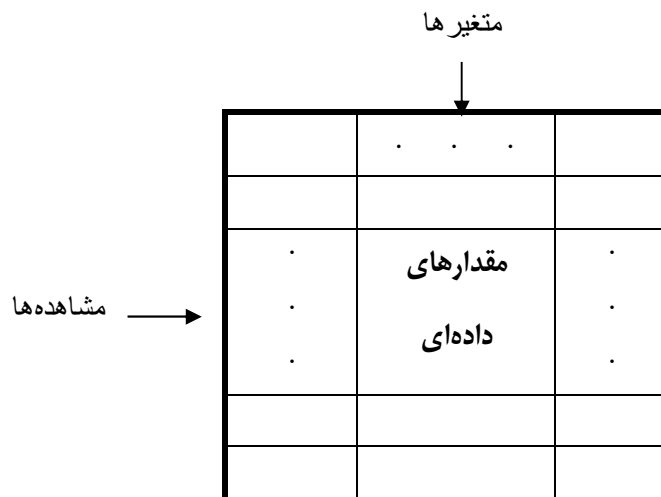 متغیرها
. . .
مقدارهای
. .
مشاهده‌ها
. .
داده‌ای
. .